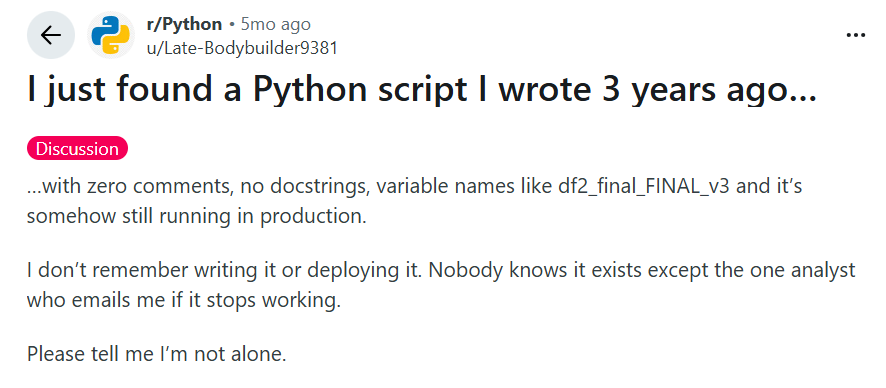 r/Python • 5mo ago
u/Late-Bodybuilder9381
I just found a Python script I wrote 3 years ago...
Discussion
...with zero comments, no docstrings, variable names like df2_final_FINAL_v3 and it’s
somehow still running in production.
I don’t remember writing it or deploying it. Nobody knows it exists except the one analyst
who emails me if it stops working.
Please tell me I’m not alone.